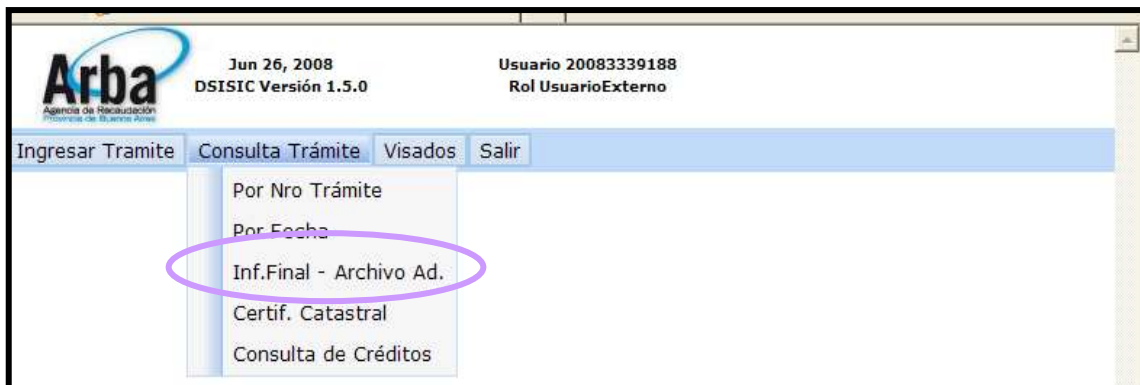 Arba
Agencia de Recaudación
Provincia de Buenos Aires
Jun 26, 2008
DSISIC Versión 1.5.0
Usuario 20083339188
Rol UsuarioExterno
Ingresar Tramite Consulta Trámite Visados Salir
Por Nro Trámite
Por Fecha
Inf.Final - Archivo Ad.
Certif. Catastral
Consulta de Créditos